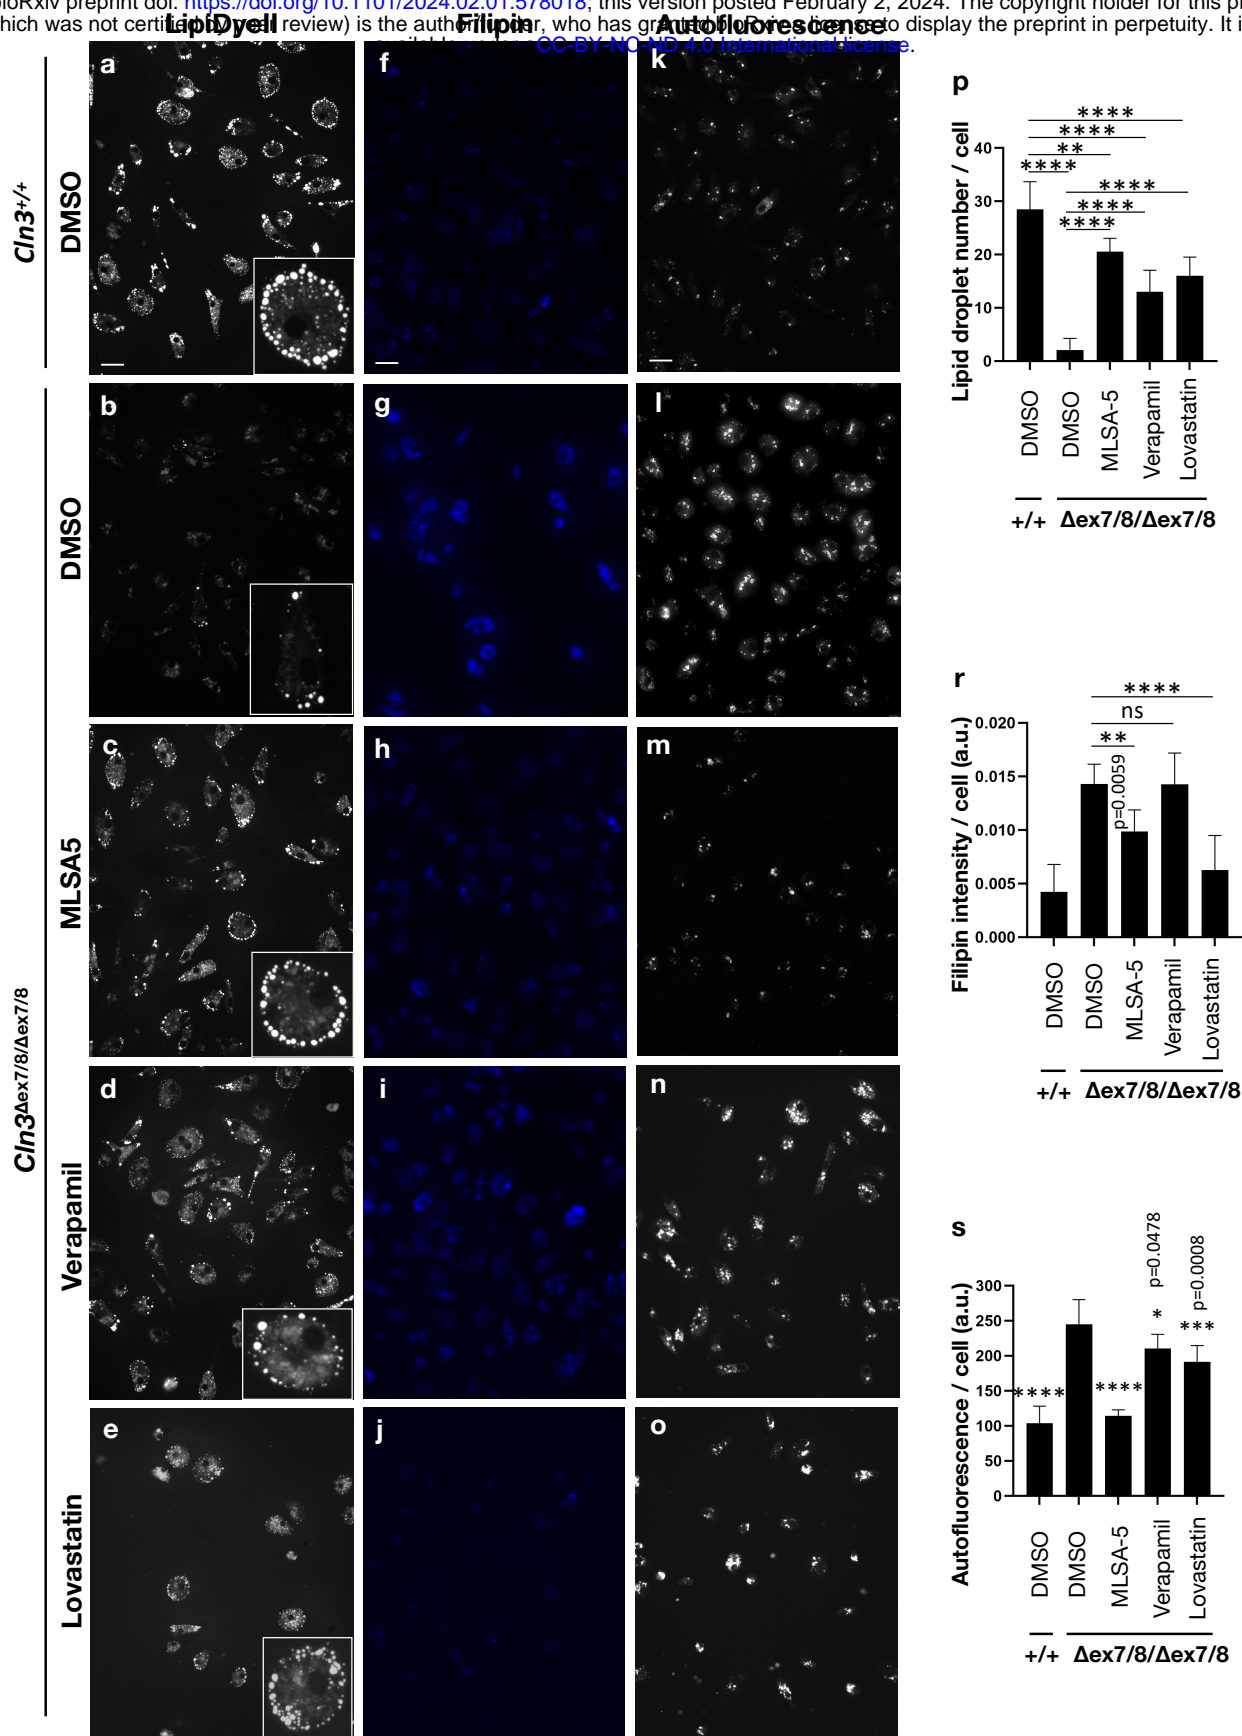 bioRxiv preprint doi: https://doi.org/10.1101/2024.02.01.578018; this version posted February 2, 2024. The copyright holder for this
which was not certified by peer review) is the author/funder, who has granted bioRxiv a license to display the preprint in perpetuity. It
CC-BY-NC-ND 4.0 International license.
LipiDyell
Filipin
Autofluorescence
Cln3+/+
DMSO
a
f
k
Cln3Δex7/8/Δex7/8
DMSO
b
g
l
MLSA5
c
h
m
Verapamil
d
i
n
Lovastatin
e
j
o
p
Lipid droplet number / cell
40
30
20
10
0
****
****
**
****
****
****
****
DMSO
DMSO
MLSA-5
Verapamil
Lovastatin
+/+
Δex7/8/Δex7/8
r
Filipin intensity / cell (a.u.)
0.020
0.015
0.010
0.005
0.000
****
ns
**
p=0.0059
DMSO
DMSO
MLSA-5
Verapamil
Lovastatin
+/+
Δex7/8/Δex7/8
s
Autofluorescence / cell (a.u.)
300
250
200
150
100
50
0
****
****
*
p=0.0478
***
p=0.0008
DMSO
DMSO
MLSA-5
Verapamil
Lovastatin
+/+
Δex7/8/Δex7/8